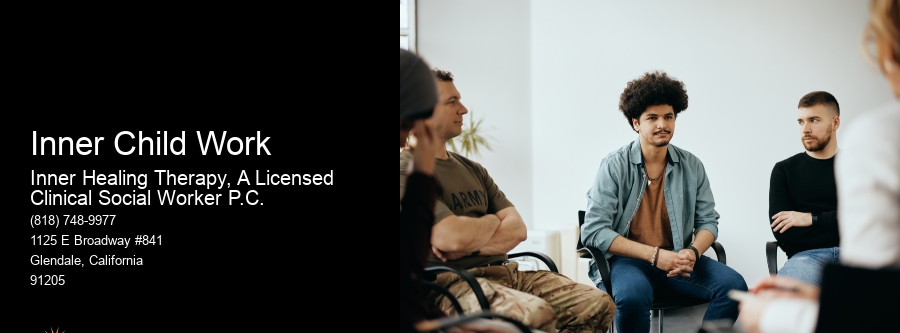 Inner Child Work
Inner Healing Therapy, A Licensed
Clinical Social Worker P.C.
(818) 748-9977
1125 E Broadway #841
Glendale, California
91205
ARMY